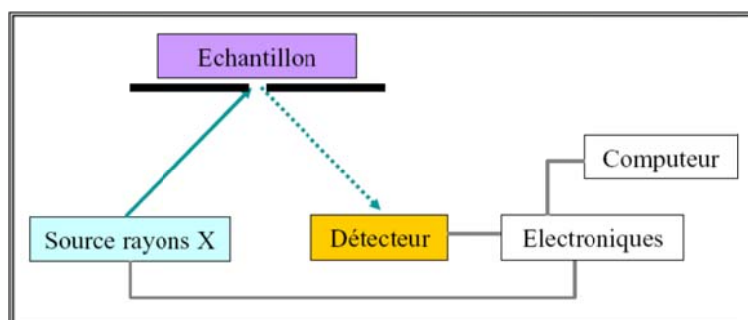 Echantillon
Computeur
Source rayons X
Détecteur
Electroniques